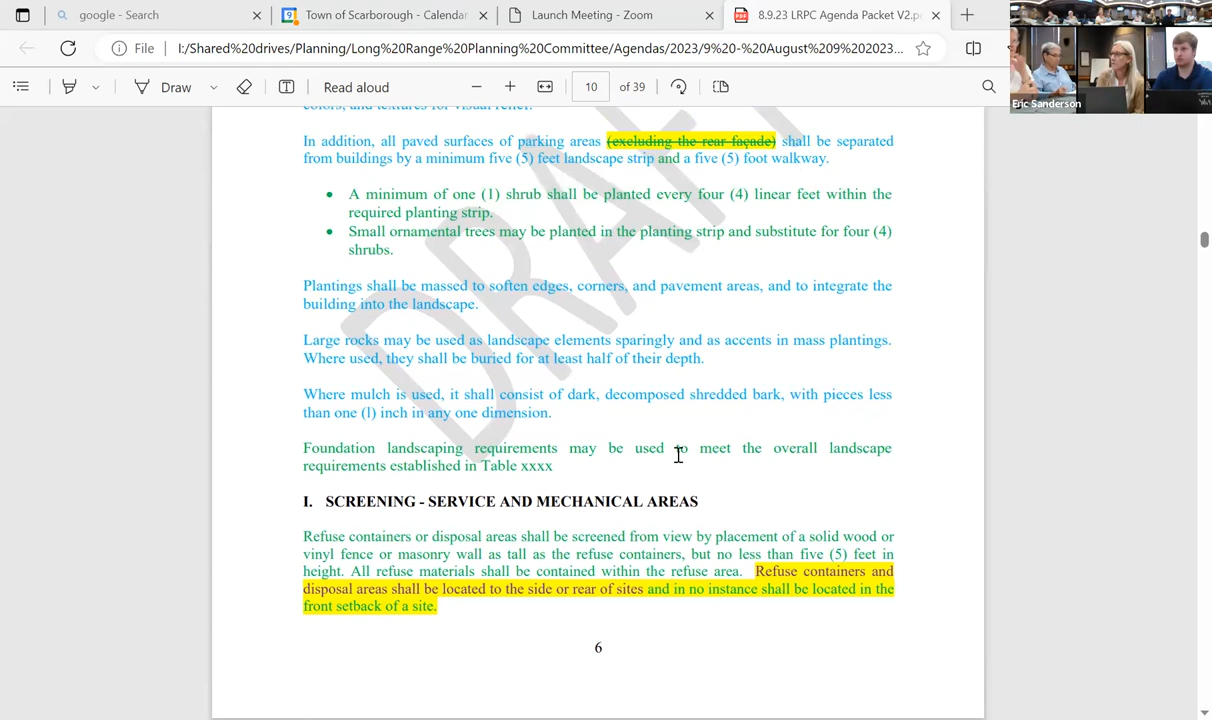 google - Search
Town of Scarborough - Calendar
Launch Meeting - Zoom
8.9.23 LRPC Agenda Packet V2.p
File
I:/Shared%20drives/Planning/Long%20Range%20Planning%20Committee/Agendas/2023/9%20-%20August%209%202023...
Draw
Read aloud
10 of 39
Eric Sanderson
colors, and textures for visual relief.
In addition, all paved surfaces of parking areas (excluding the rear façade) shall be separated
from buildings by a minimum five (5) feet landscape strip and a five (5) foot walkway.
• A minimum of one (1) shrub shall be planted every four (4) linear feet within the
required planting strip.
• Small ornamental trees may be planted in the planting strip and substitute for four (4)
shrubs.
Plantings shall be massed to soften edges, corners, and pavement areas, and to integrate the
building into the landscape.
Large rocks may be used as landscape elements sparingly and as accents in mass plantings.
Where used, they shall be buried for at least half of their depth.
Where mulch is used, it shall consist of dark, decomposed shredded bark, with pieces less
than one (l) inch in any one dimension.
Foundation landscaping requirements may be used to meet the overall landscape
requirements established in Table xxxx
I. SCREENING - SERVICE AND MECHANICAL AREAS
Refuse containers or disposal areas shall be screened from view by placement of a solid wood or
vinyl fence or masonry wall as tall as the refuse containers, but no less than five (5) feet in
height. All refuse materials shall be contained within the refuse area. Refuse containers and
disposal areas shall be located to the side or rear of sites and in no instance shall be located in the
front setback of a site.
6
DRAFT